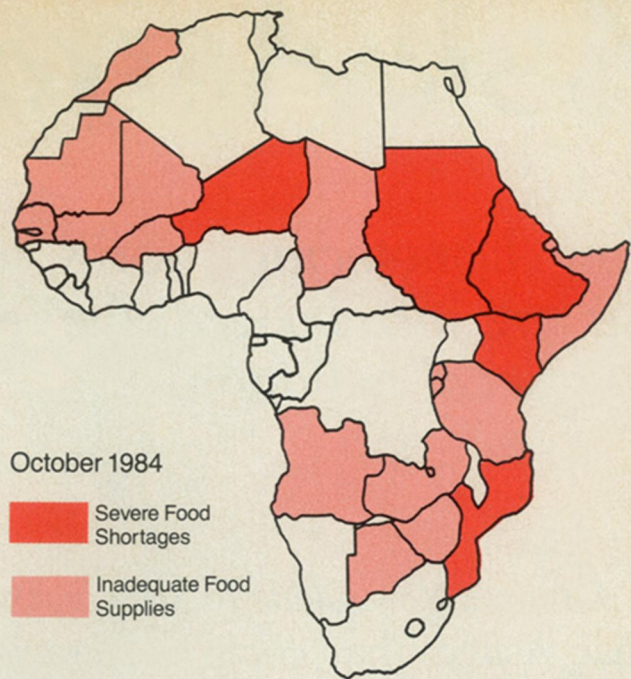 October 1984
Severe Food
Shortages
Inadequate Food
Supplies